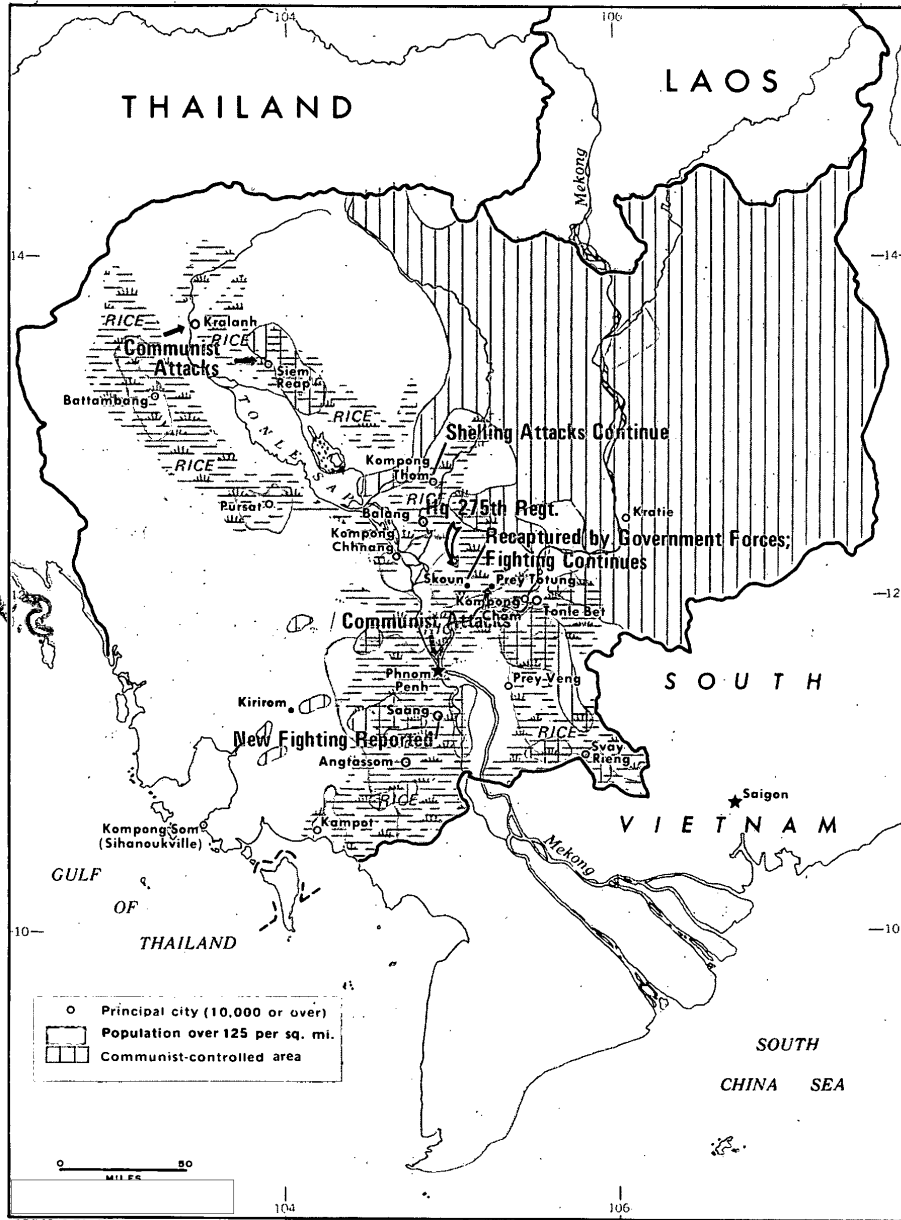 104
106
THAILAND
LAOS
Mekong
14
14
RICE
Kralanh
RICE
Communist
Attacks
Siem
Reap
Battambang
RICE
TONLE SAP
Shelling Attacks Continue
RICE
Kompong
Thom
RICE
Pursat
Balang
Hq 275th Regt.
Kratie
Kompong
Chhnang
Recaptured by Government Forces;
Fighting Continues
Skoun
Prey Totung
12
Kompong
Cham
Tonle Bet
Communist Attacks
Phnom
Penh
Prey Veng
SOUTH
Kirirom
Saang
New Fighting Reported
RICE
Svay
Rieng
Angtassom
RICE
Saigon
Kompong Som
(Sihanoukville)
Kampot
VIETNAM
Mekong
GULF
OF
THAILAND
10
10
Principal city (10,000 or over)
Population over 125 per sq. mi.
Communist-controlled area
SOUTH
CHINA SEA
0
50
MILES
104
106